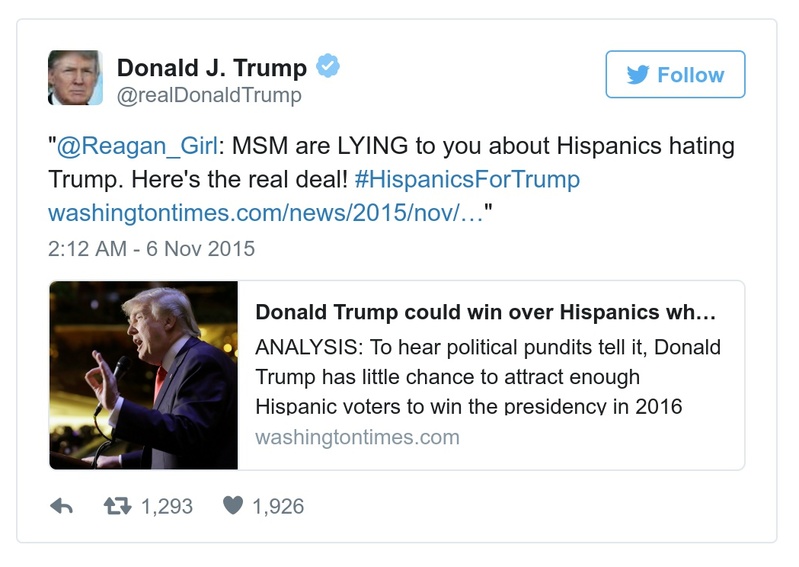 Donald J. Trump
@realDonaldTrump
Follow
"@Reagan_Girl: MSM are LYING to you about Hispanics hating
Trump. Here's the real deal! #HispanicsForTrump
washingtontimes.com/news/2015/nov/…"
2:12 AM - 6 Nov 2015
Donald Trump could win over Hispanics wh…
ANALYSIS: To hear political pundits tell it, Donald
Trump has little chance to attract enough
Hispanic voters to win the presidency in 2016
washingtontimes.com
1,293 1,926